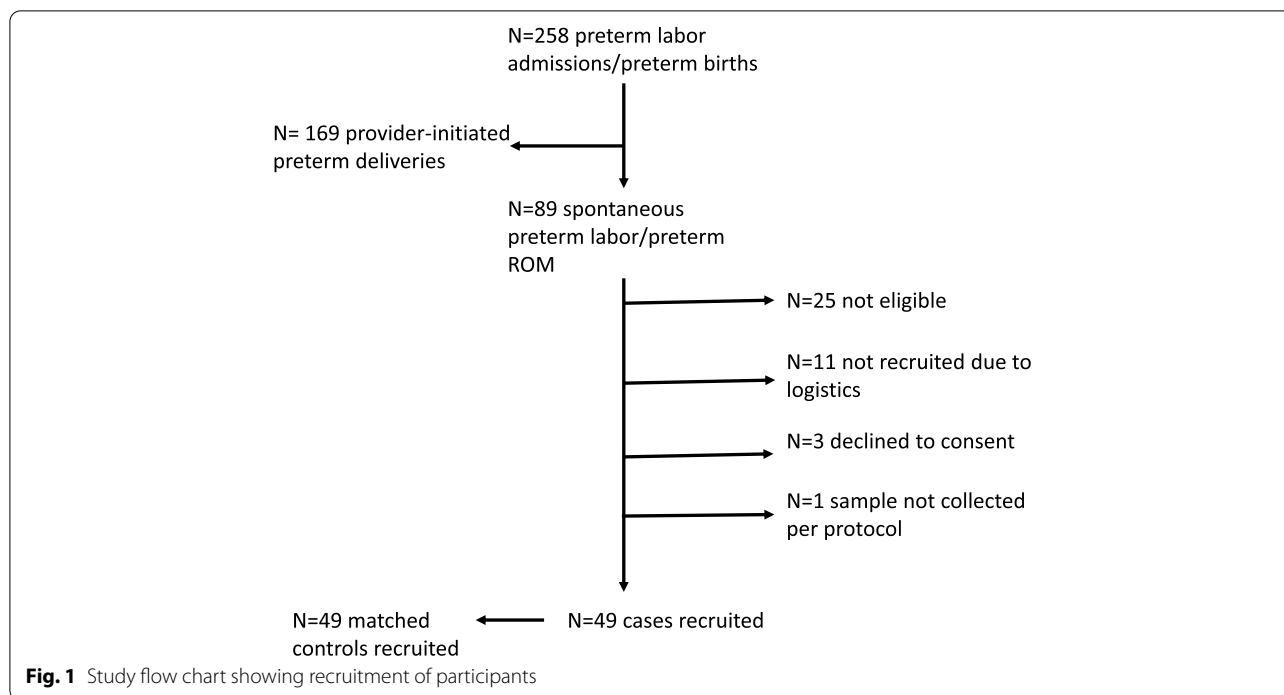 N=258 preterm labor
admissions/preterm births
N= 169 provider-initiated
preterm deliveries
N=89 spontaneous
preterm labor/preterm
ROM
N=25 not eligible
N=11 not recruited due to
logistics
N=3 declined to consent
N=1 sample not collected
per protocol
N=49 matched
controls recruited
N=49 cases recruited
Fig. 1 Study flow chart showing recruitment of participants